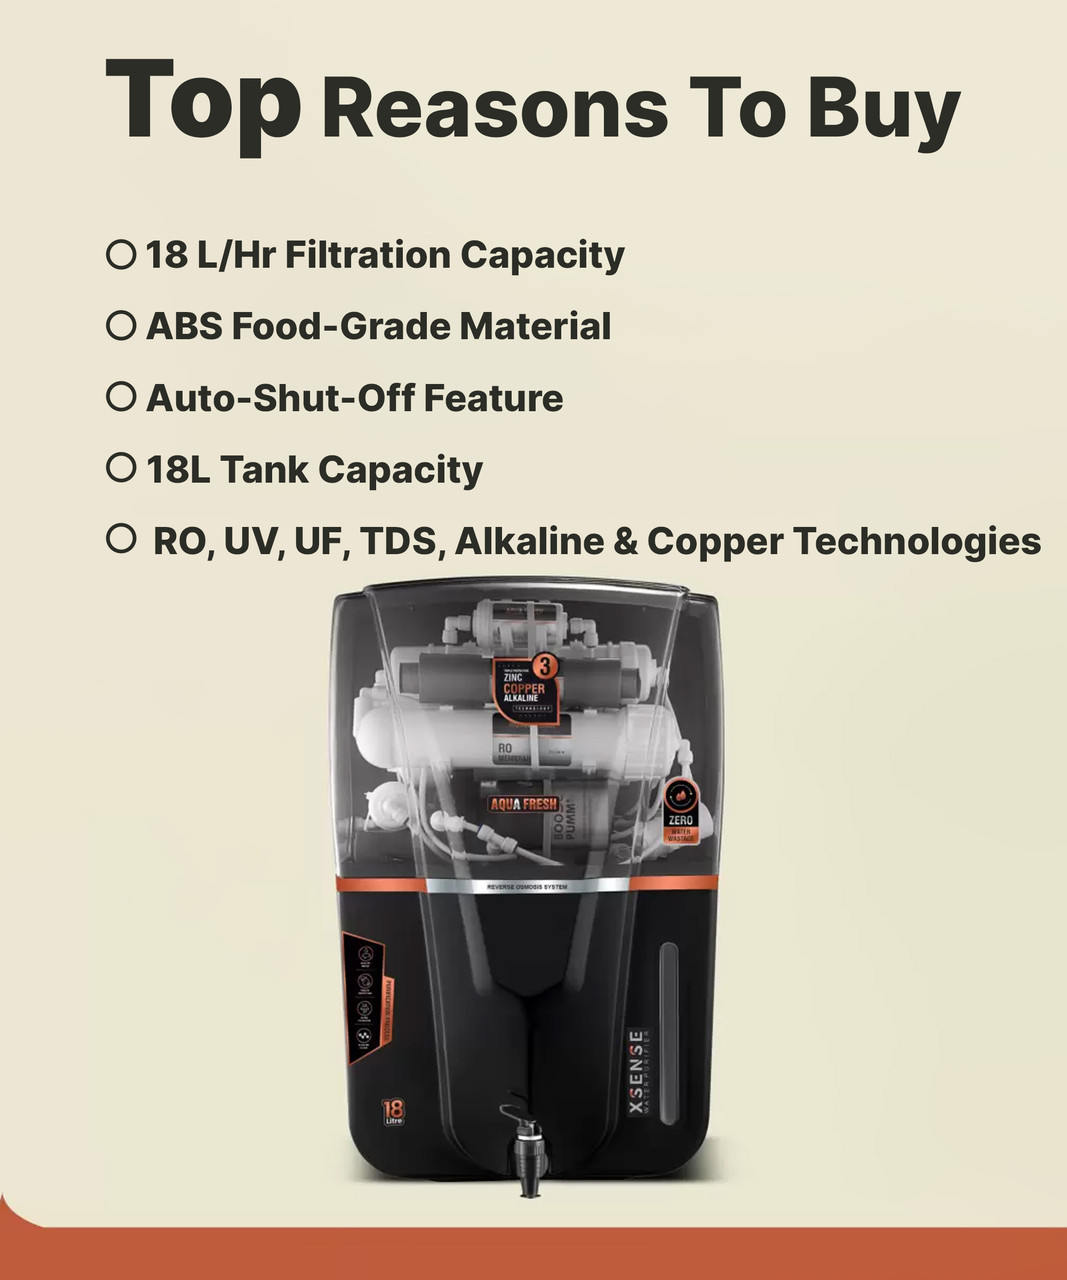 Top Reasons To Buy
18 L/Hr Filtration Capacity
ABS Food-Grade Material
Auto-Shut-Off Feature
18L Tank Capacity
RO, UV, UF, TDS, Alkaline & Copper Technologies
3
ZINC
COPPER
ALKALINE
TECHNOLOGY
RO
MEMBRANE
AQUA FRESH
ZERO
WATER
WASTAGE
REVERSE OSMOSIS SYSTEM
XSENSE
WATER PURIFIER
18
Litre